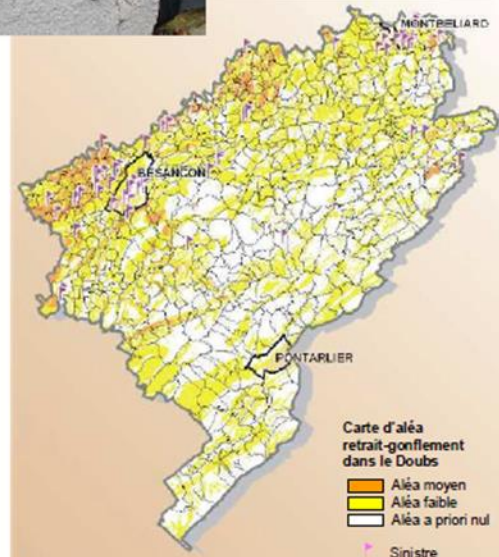 MONTBELIARD
BESANCON
PONTARLIER
Carte d'aléa
retrait-gonflement
dans le Doubs
Aléa moyen
Aléa faible
Aléa a priori nul
Sinistre